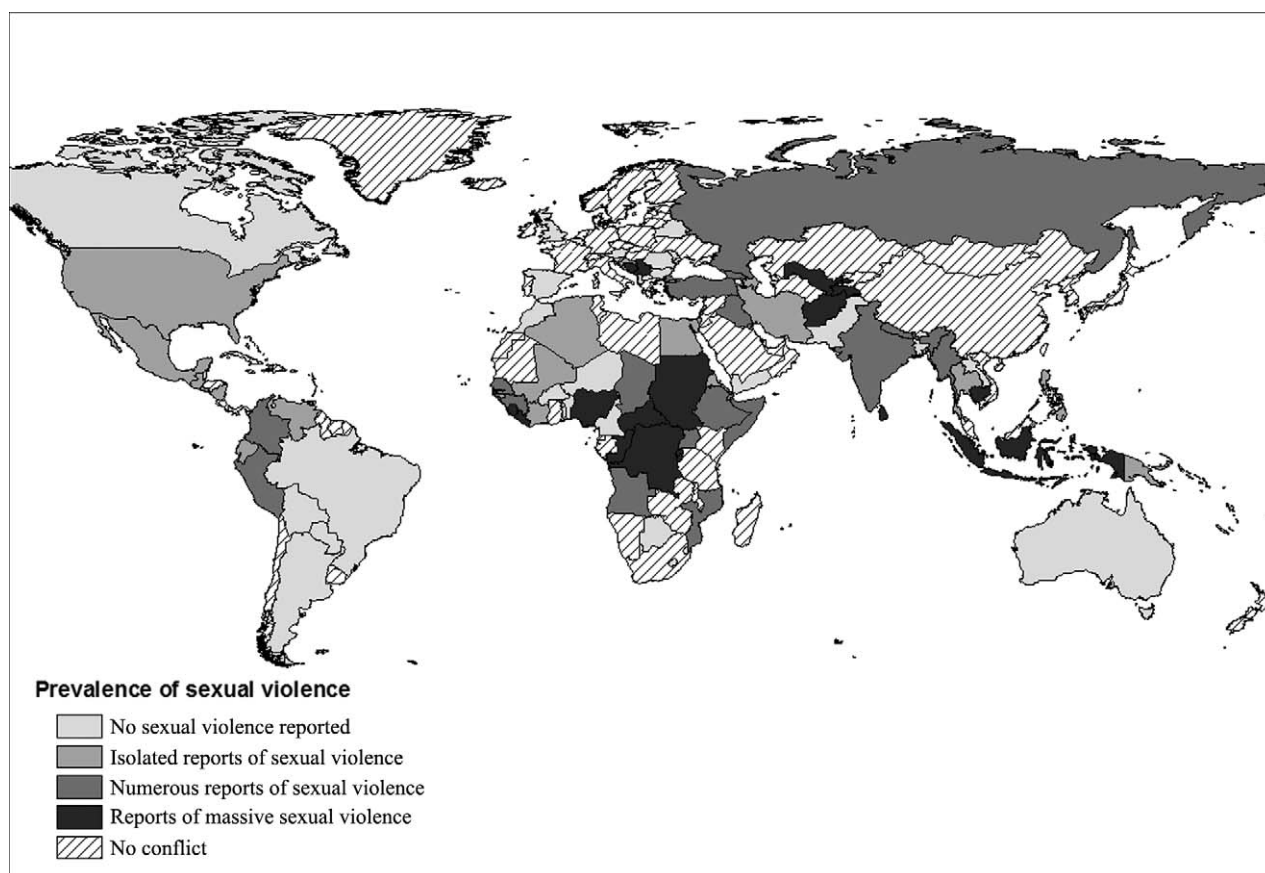 Prevalence of sexual violence
No sexual violence reported
Isolated reports of sexual violence
Numerous reports of sexual violence
Reports of massive sexual violence
No conflict